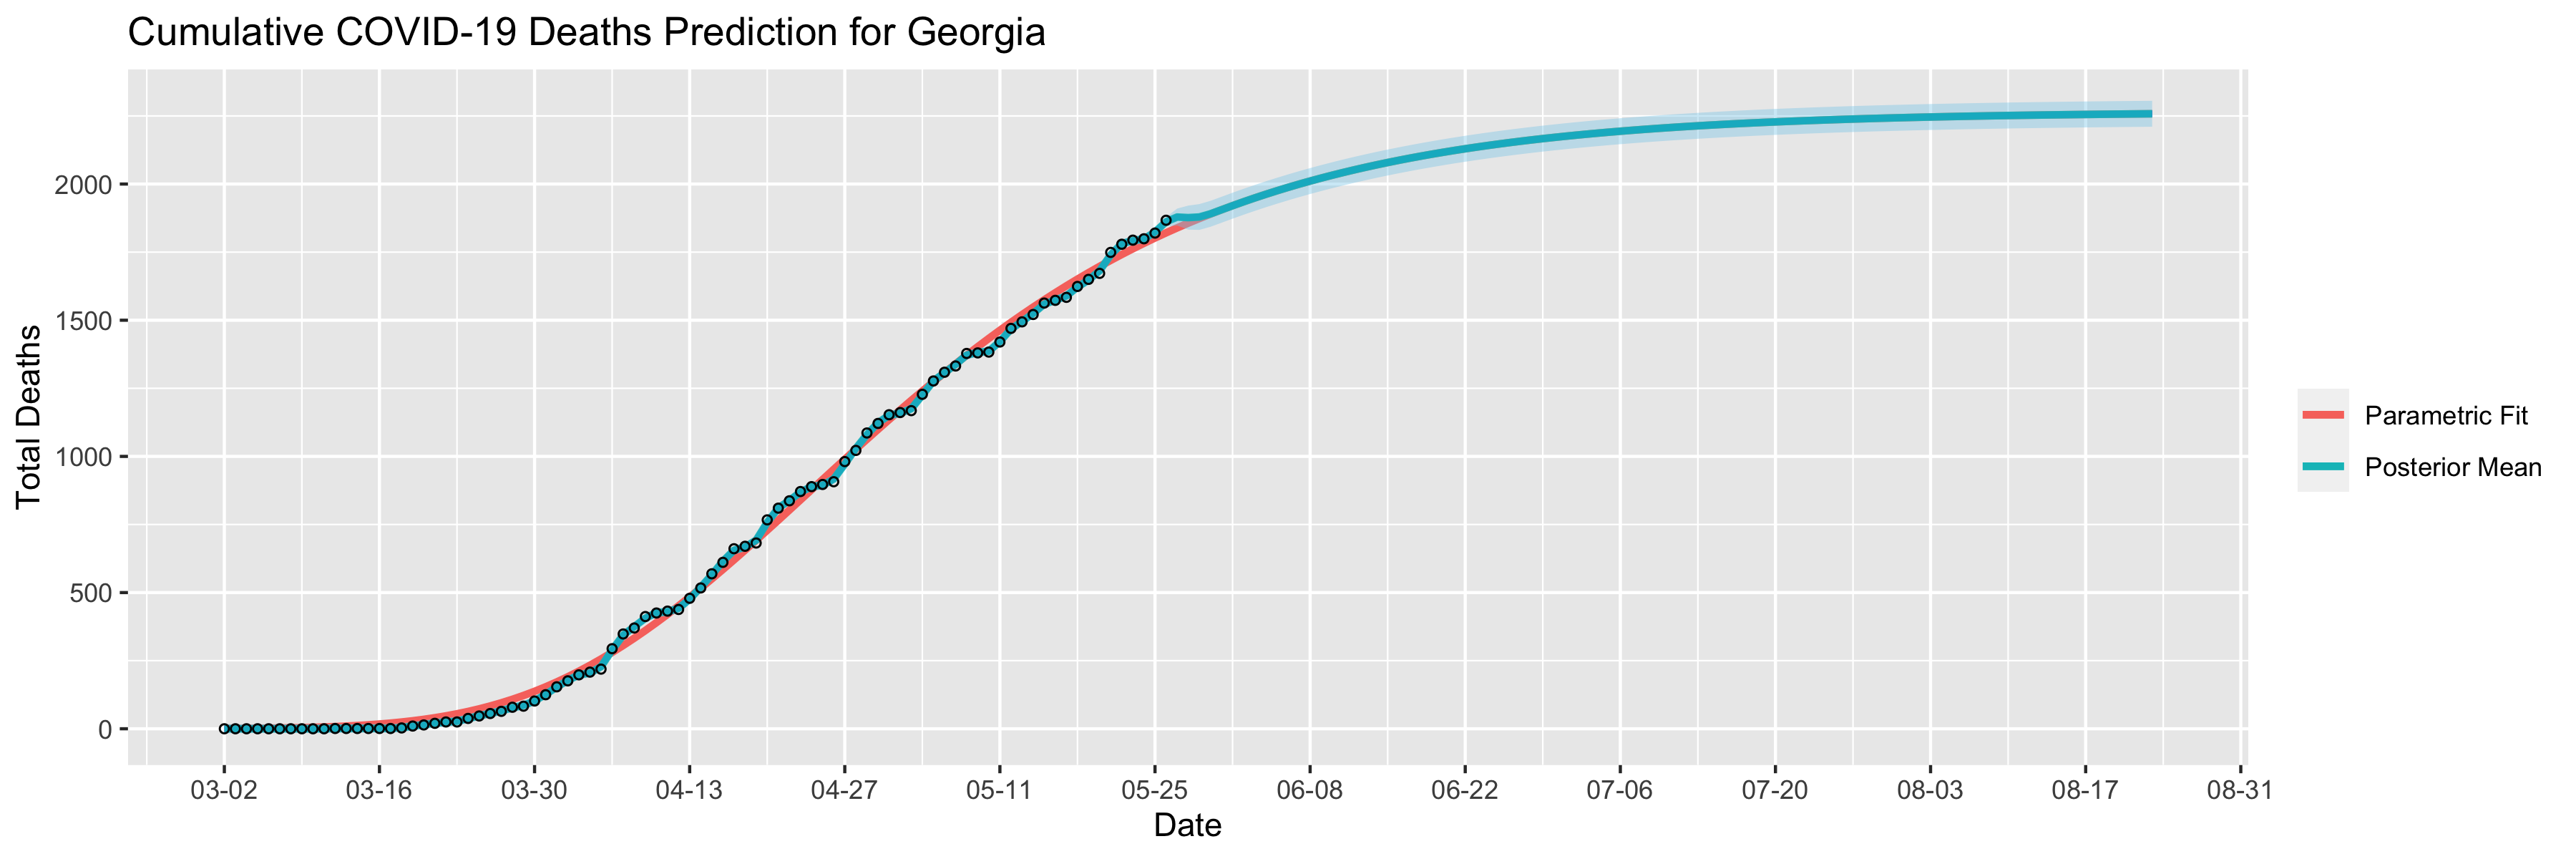 Cumulative COVID-19 Deaths Prediction for Georgia
Total Deaths
2000
1500
1000
500
0
03-02 03-16 03-30 04-13 04-27 05-11 05-25 06-08 06-22 07-06 07-20 08-03 08-17 08-31
Date
Parametric Fit
Posterior Mean